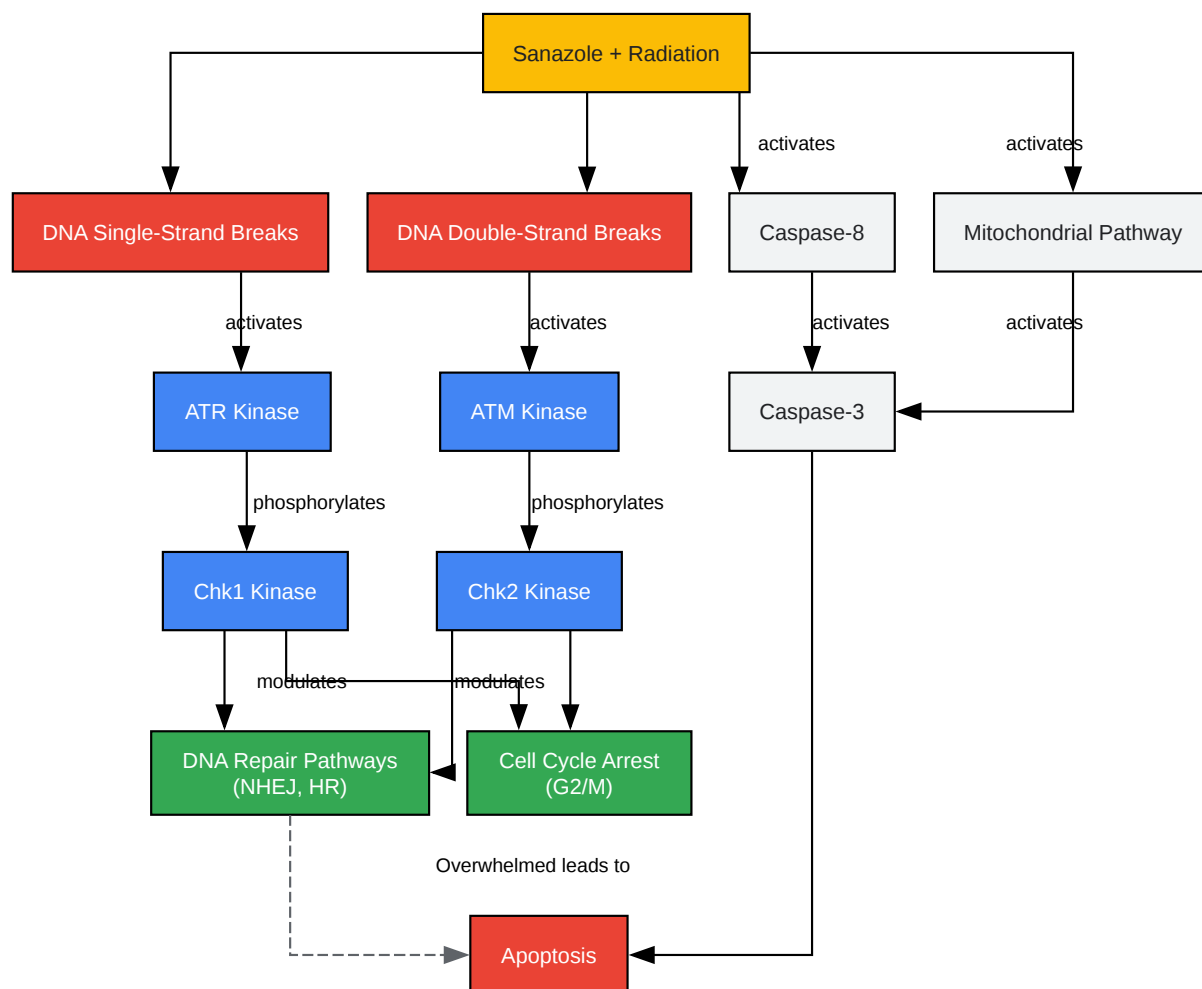 Sanazole + Radiation
activates
activates
DNA Single-Strand Breaks
DNA Double-Strand Breaks
Caspase-8
Mitochondrial Pathway
activates
activates
activates
activates
ATR Kinase
ATM Kinase
Caspase-3
phosphorylates
phosphorylates
Chk1 Kinase
Chk2 Kinase
modulates
modulates
DNA Repair Pathways
(NHEJ, HR)
Cell Cycle Arrest
(G2/M)
Overwhelmed leads to
Apoptosis